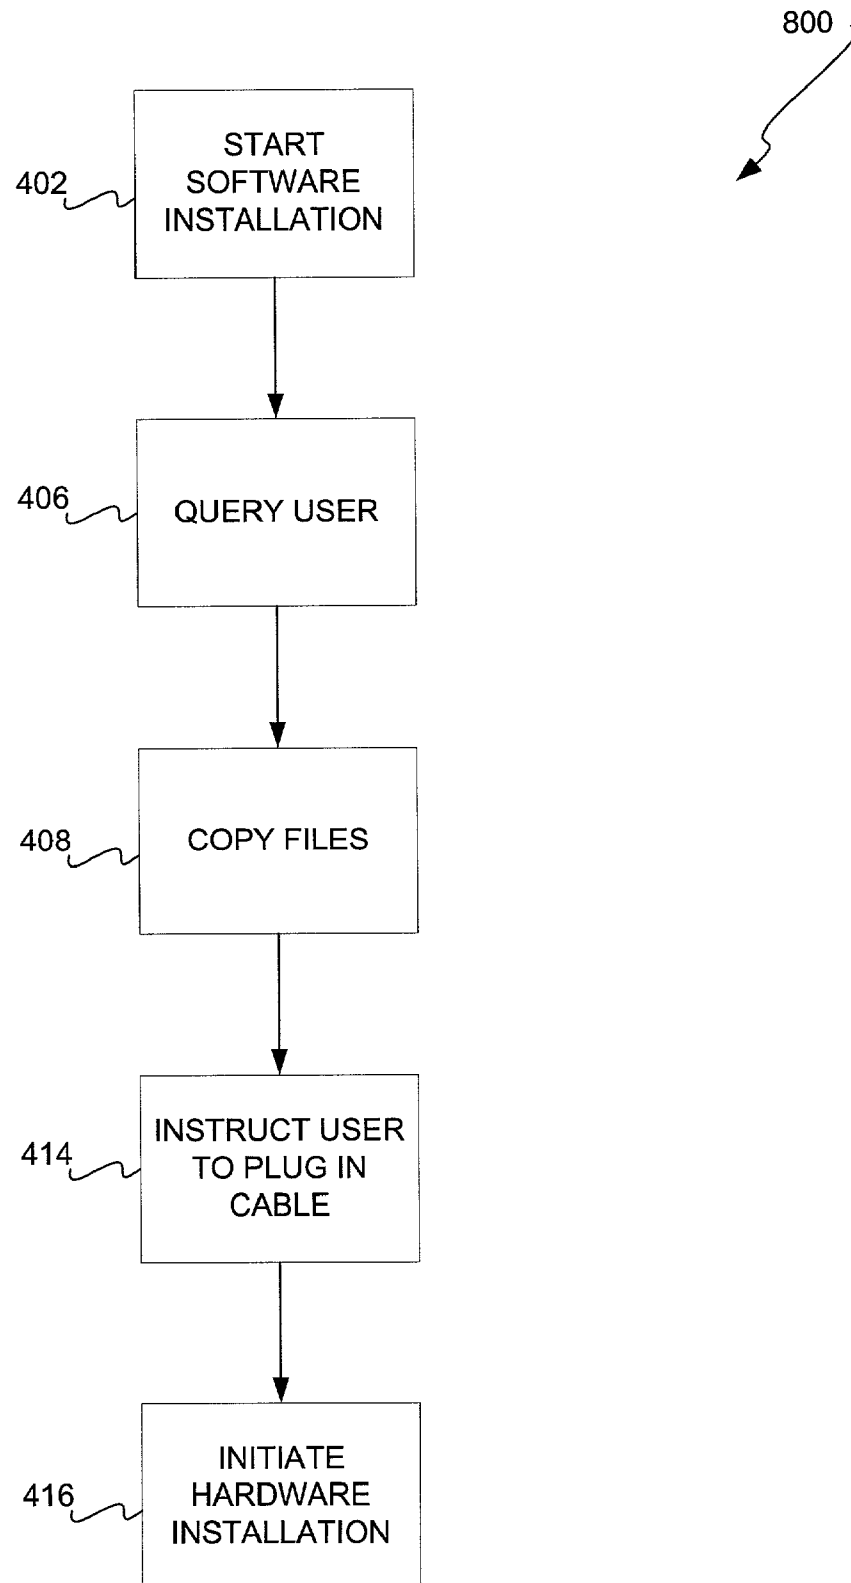 800
402
START
SOFTWARE
INSTALLATION
406
QUERY USER
408
COPY FILES
414
INSTRUCT USER
TO PLUG IN
CABLE
416
INITIATE
HARDWARE
INSTALLATION